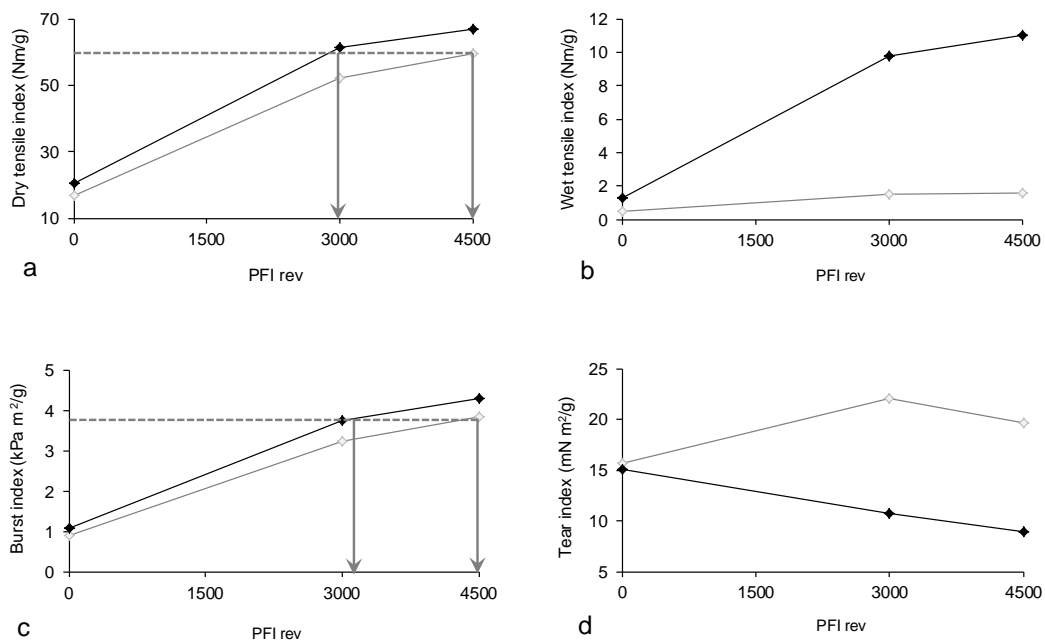 70
50
30
10
Dry tensile index (Nm/g)
0 1500 3000 4500
a
PFI rev
12
10
8
6
4
2
0
Wet tensile index (Nm/g)
0 1500 3000 4500
b
PFI rev
5
4
3
2
1
0
Burst index (kPa m⁻²/g)
0 1500 3000 4500
c
PFI rev
25
20
15
10
5
Tear index (mN m²/g)
0 1500 3000 4500
d
PFI rev